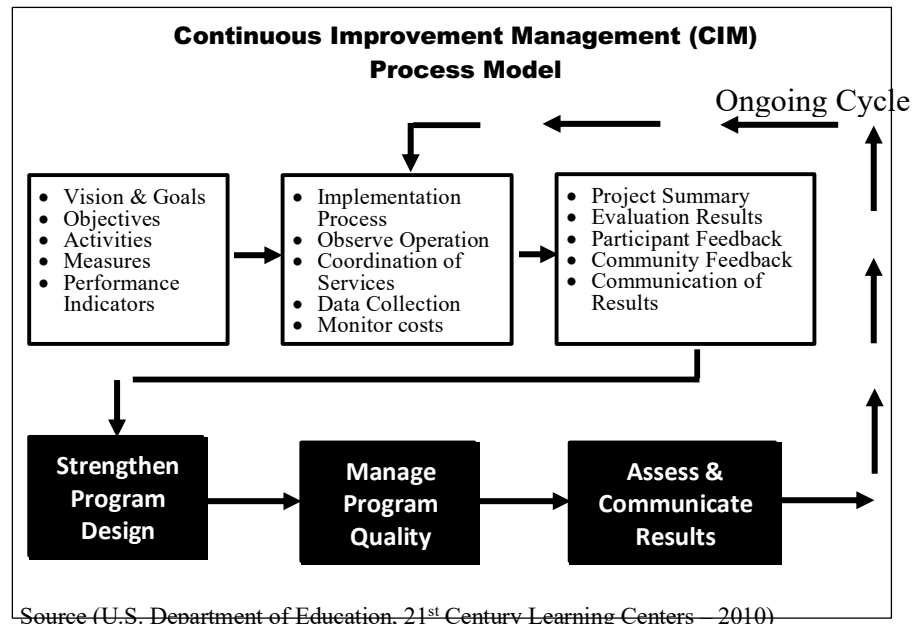 Continuous Improvement Management (CIM)
Process Model
Ongoing Cycle
• Vision & Goals
• Objectives
• Activities
• Measures
• Performance
Indicators
• Implementation
Process
• Observe Operation
• Coordination of
Services
• Data Collection
• Monitor costs
• Project Summary
• Evaluation Results
• Participant Feedback
• Community Feedback
• Communication of
Results
Strengthen
Program
Design
Manage
Program
Quality
Assess &
Communicate
Results
Source (U.S. Department of Education, 21st Century Learning Centers – 2010)